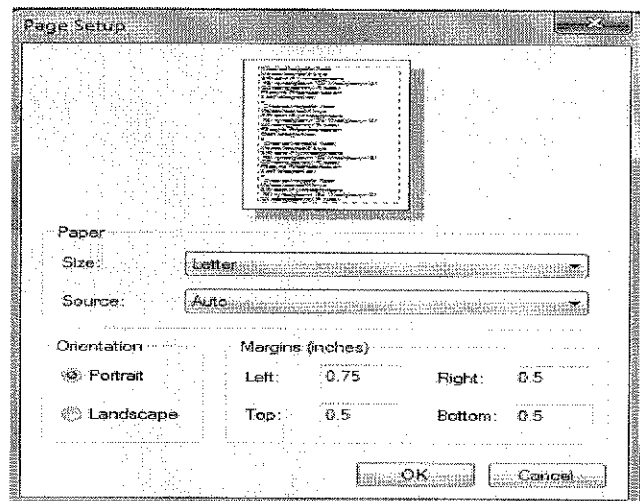 Page Setup
Paper
Size: Letter
Source: Auto
Orientation
Portrait
Landscape
Margins (inches)
Left: 0.75 Right: 0.5
Top: 0.5 Bottom: 0.5
OK Cancel